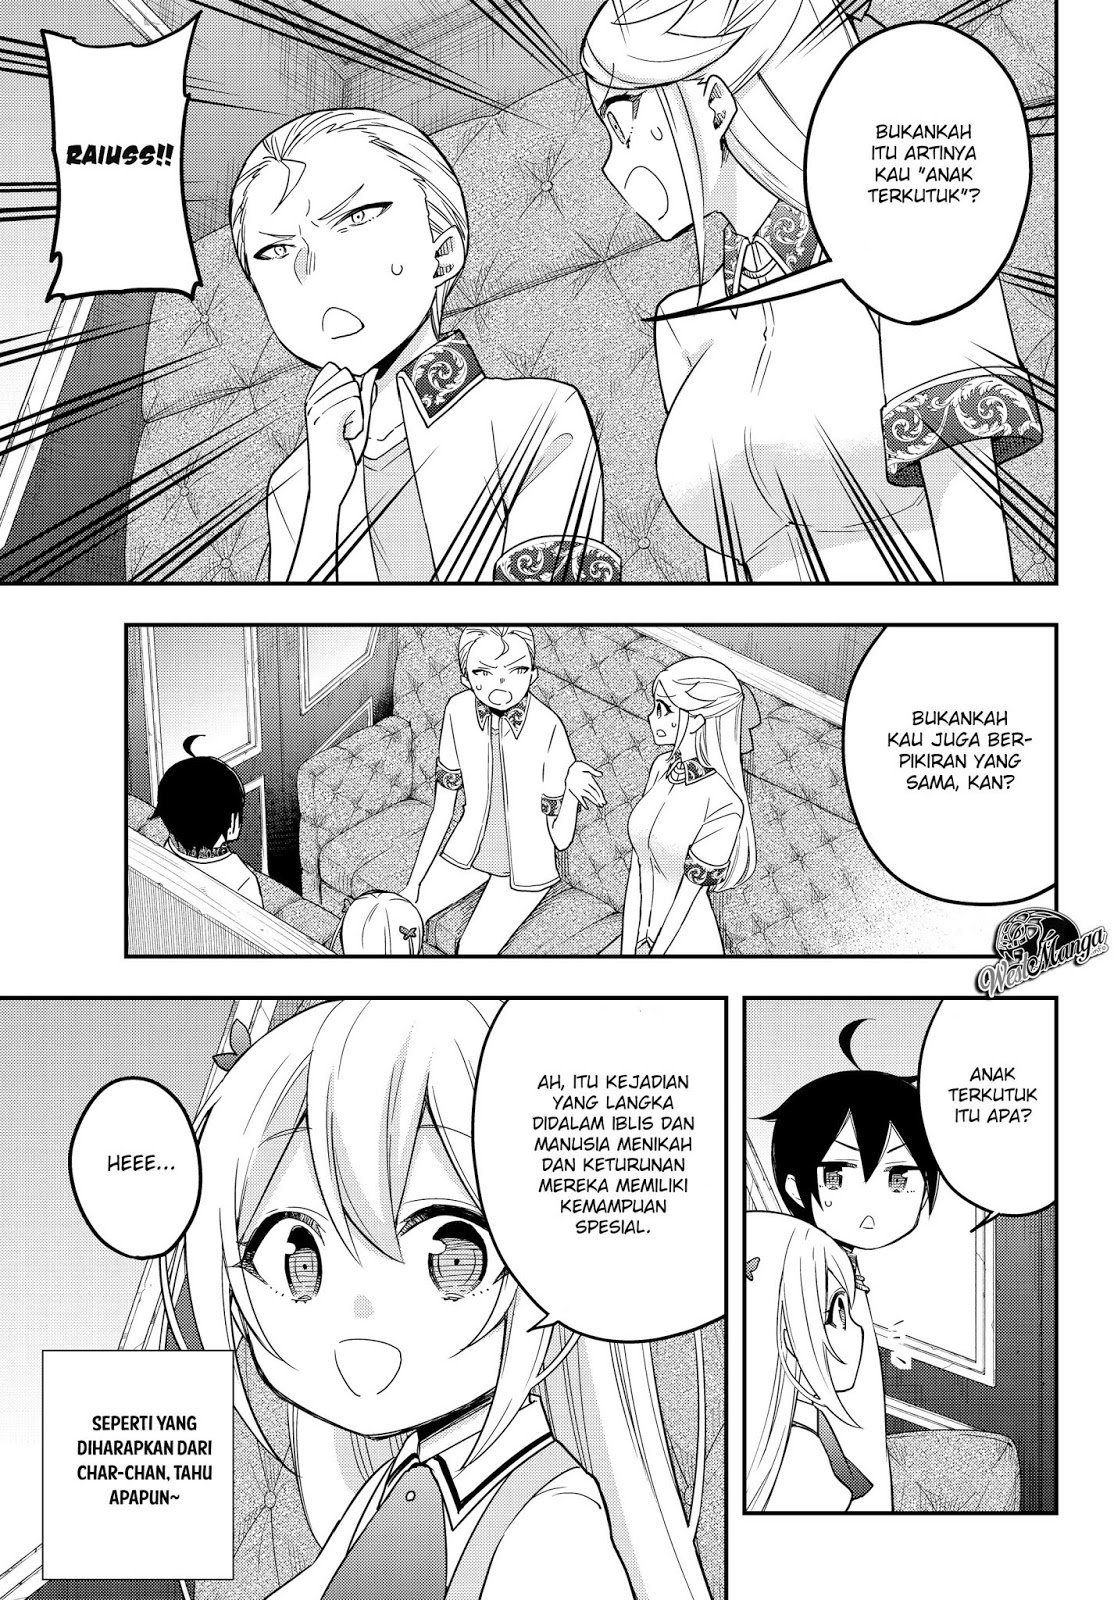 BUKANKAH
ITU ARTINYA
KAU "ANAK
TERKUTUK"?
RAIUSS!!
BUKANKAH
KAU JUGA BER-
PIKIRAN YANG
SAMA, KAN?
WestManga
ANAK
TERKUTUK
ITU APA?
AH, ITU KEJADIAN
YANG LANGKA
DIDALAM IBLIS DAN
MANUSIA MENIKAH
DAN KETURUNAN
MEREKA MEMILIKI
KEMAMPUAN
SPESIAL.
HEEE...
SEPERTI YANG
DIHARAPKAN DARI
CHAR-CHAN, TAHU
APAPUN~